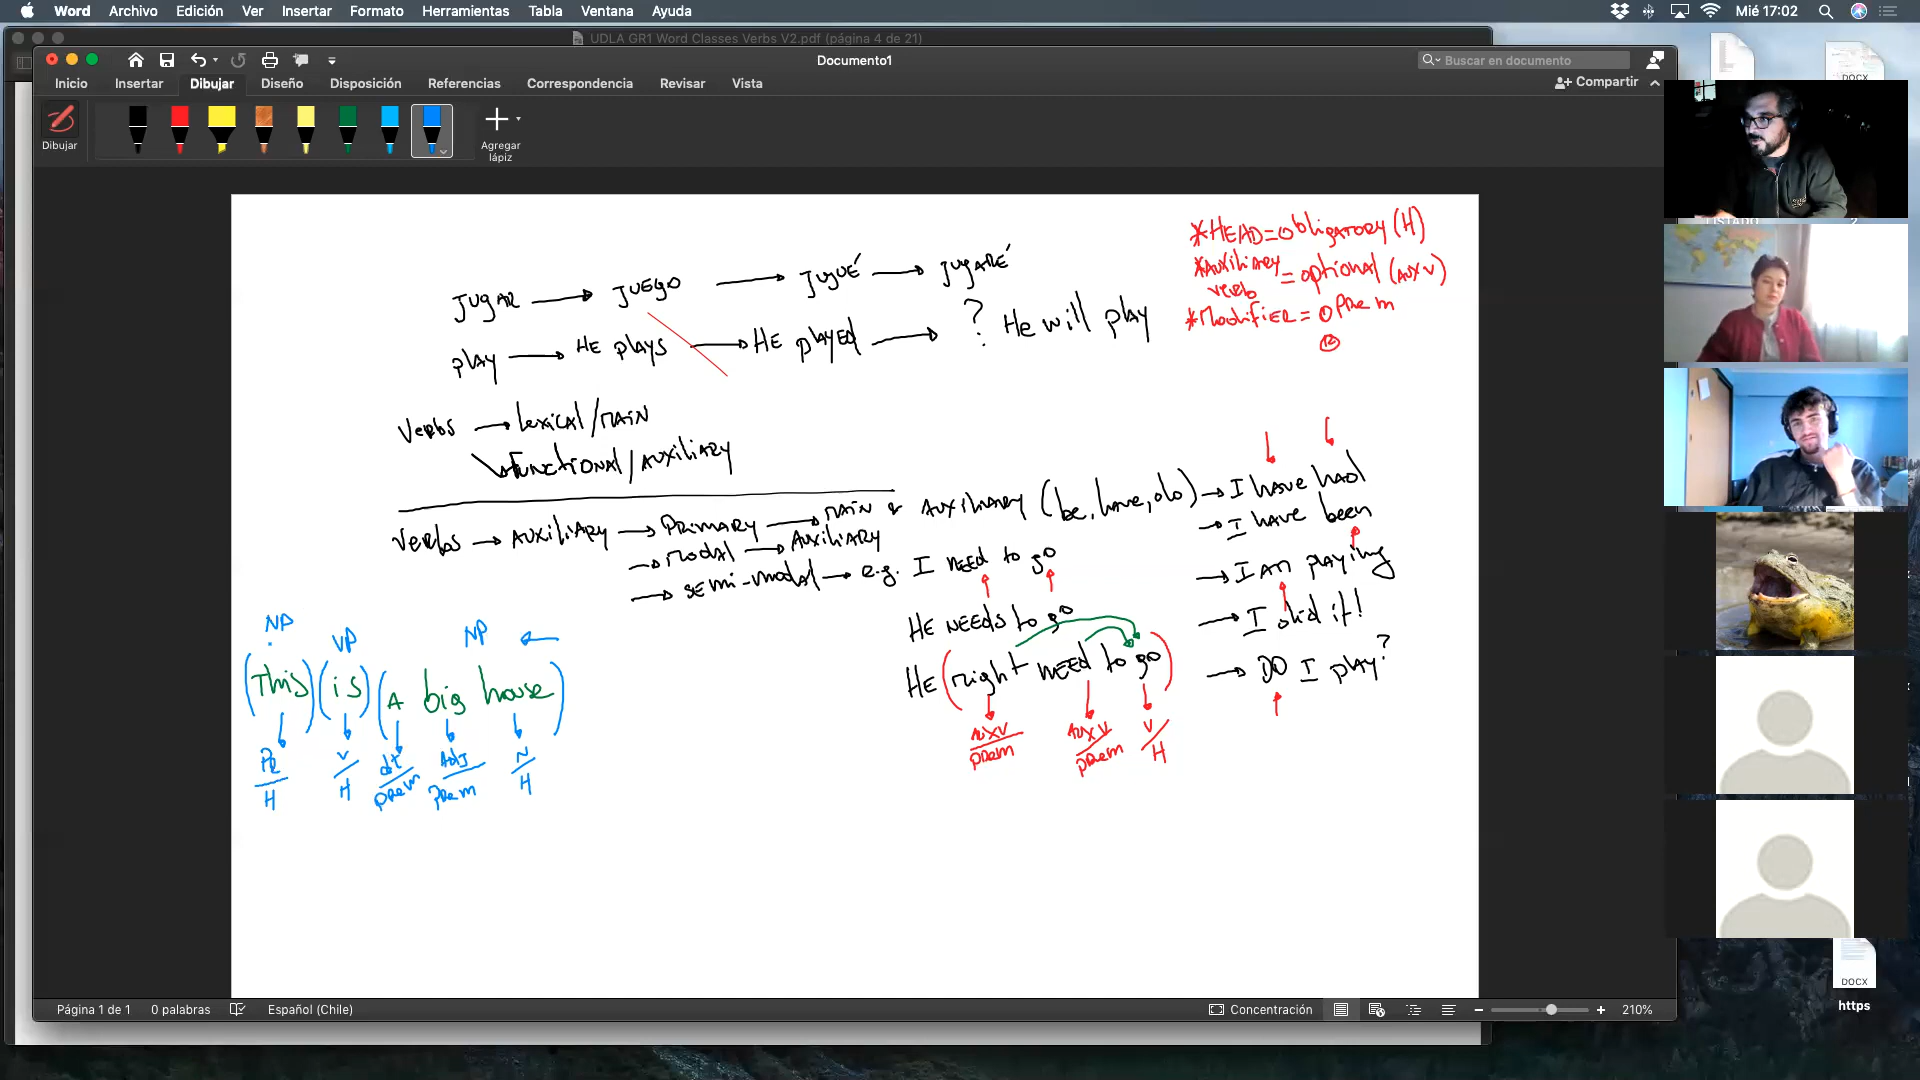 Word Archivo Edición Ver Insertar Formato Herramientas Tabla Ventana Ayuda Mié 17:02
UDLA GR1 Word Classes Verbs V2.pdf (página 4 de 21)
Documento1
Buscar en documento
Inicio Insertar Dibujar Diseño Disposición Referencias Correspondencia Revisar Vista Compartir
Dibujar
Agregar lápiz
*HEAD = obligatory (H)
*Auxiliary verb = optional (Aux V)
*Modifier = O Prem
JUGAR → JUEGO → JUGUÉ → JUGARÉ
PLAY → HE PLAYS → HE PLAYED → ? He will play
Verbs → Lexical/MAIN
Functional/AUXILIARY
Verbs → AUXILIARY → PRIMARY → MAIN & AUXILIARY (be, have, do) → I have had
→ I have been
→ MODAL → AUXILIARY
→ SEMI-MODAL → e.g. I need to go
→ I AM playing
He NEEDS to go
→ I did it!
He (might NEED to go)
→ DO I play?
AUXV/Prem AUXV/Prem V/H
NP VP NP ←
(This) (is) (A big house)
V/H dt/Prem Adj/Prem N/H
H
DOCX
DOCX
https
Página 1 de 1 0 palabras Español (Chile) Concentración 210%